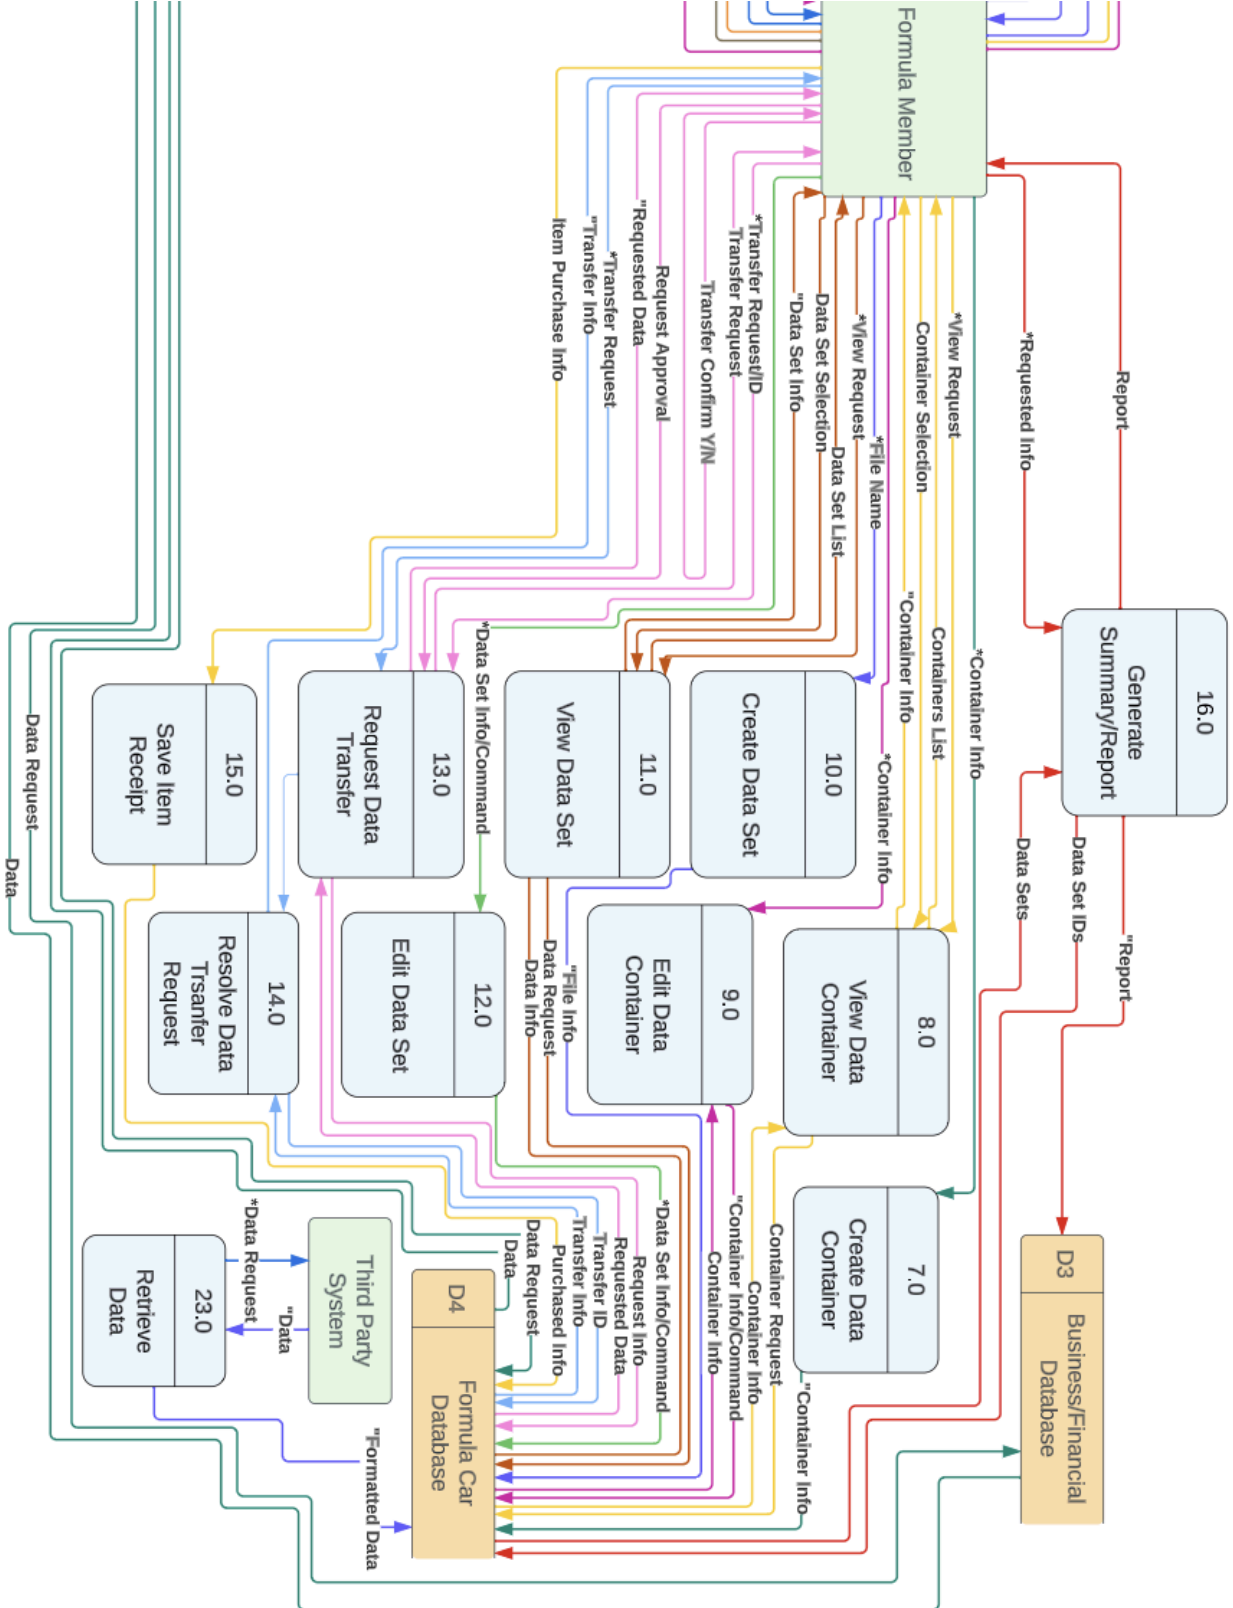 Formula Member
Report
*Requested Info
16.0
Generate
Summary/Report
"Report
Data Set IDs
Data Sets
D3
Business/Financial
Database
*Container Info
*View Request
Containers List
Container Selection
"Container Info
*Container Info
*File Name
*View Request
Data Set List
Data Set Selection
"Data Set Info
*Transfer Request/ID
Transfer Request
Transfer Confirm Y/N
Request Approval
"Requested Data
*Transfer Request
"Transfer Info
Item Purchase Info
*Data Set Info/Command
7.0
Create Data
Container
"Container Info
8.0
View Data
Container
Container Request
Container Info
9.0
Edit Data
Container
"Container Info/Command
Container Info
10.0
Create Data Set
"File Info
11.0
View Data Set
Data Request
Data Info
12.0
Edit Data Set
*Data Set Info/Command
13.0
Request Data
Transfer
Request Info
Requested Data
14.0
Resolve Data
Trsanfer
Request
Transfer ID
Transfer Info
15.0
Save Item
Receipt
Purchased Info
Data Request
Data
D4
Formula Car
Database
Third Party
System
*Data Request
"Data
23.0
Retrieve
Data
"Formatted Data
Data Request
Data